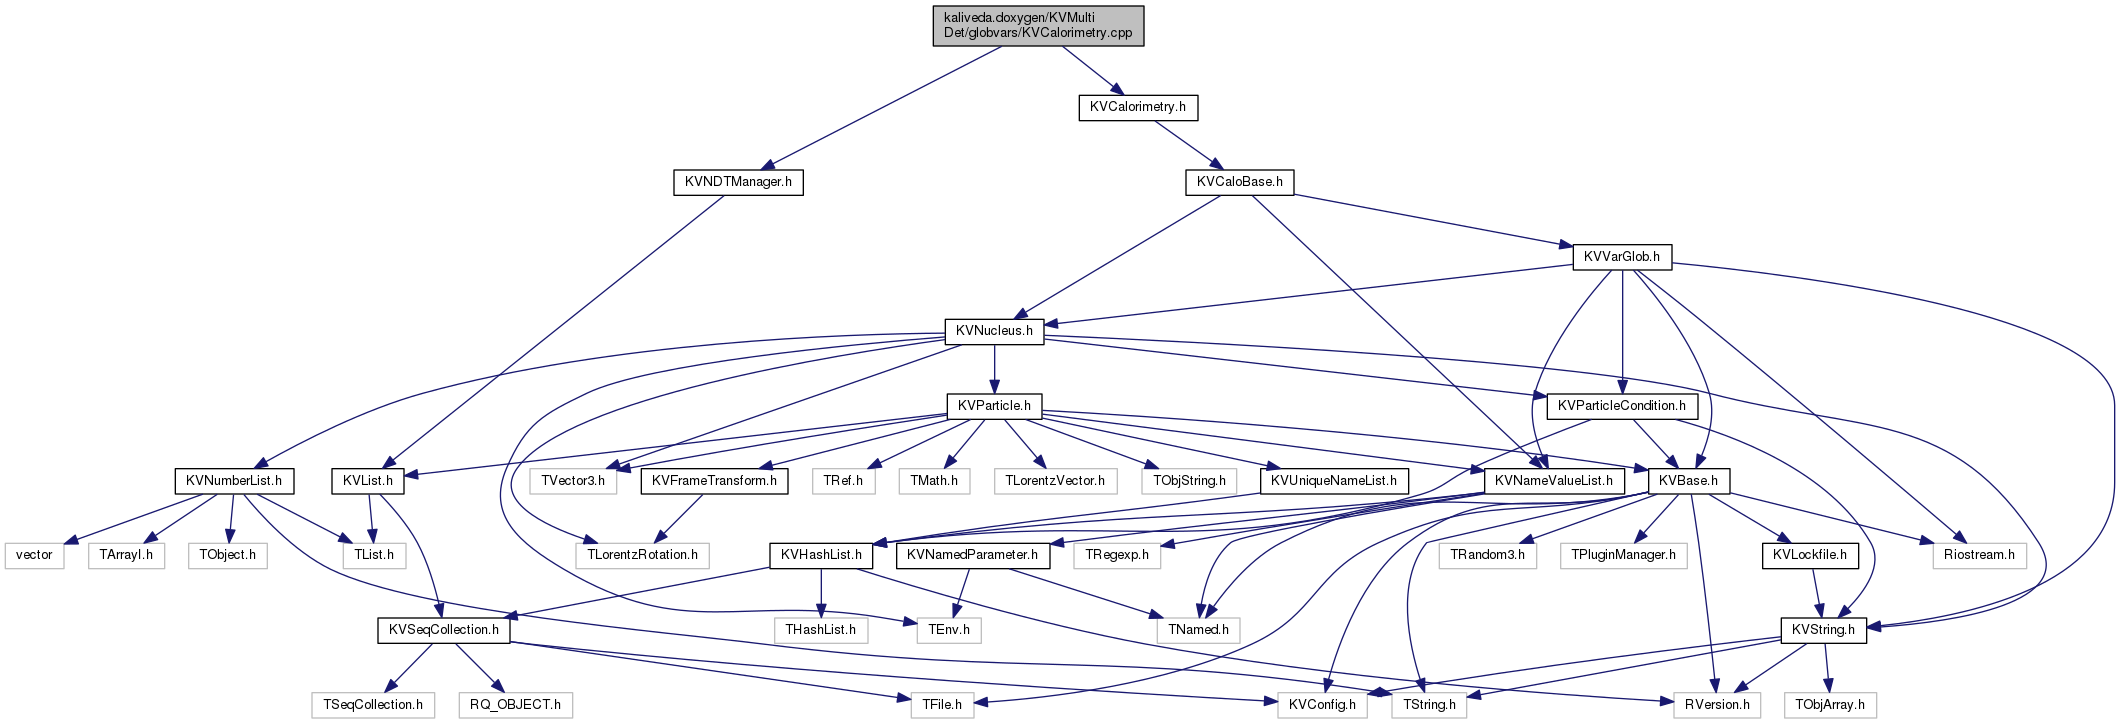 kaliveda.doxygen/KVMulti
Det/globvars/KVCalorimetry.cpp
KVCalorimetry.h
KVNDTManager.h
KVCaloBase.h
KVVarGlob.h
KVNucleus.h
KVParticle.h
KVParticleCondition.h
KVNumberList.h
KVList.h
TVector3.h
KVFrameTransform.h
TRef.h
TMath.h
TLorentzVector.h
TObjString.h
KVUniqueNameList.h
KVNameValueList.h
KVBase.h
vector
TArrayI.h
TObject.h
TList.h
TLorentzRotation.h
KVHashList.h
KVNamedParameter.h
TRegexp.h
TRandom3.h
TPluginManager.h
KVLockfile.h
Riostream.h
KVSeqCollection.h
THashList.h
TEnv.h
TNamed.h
KVString.h
TSeqCollection.h
RQ_OBJECT.h
TFile.h
KVConfig.h
TString.h
RVersion.h
TObjArray.h